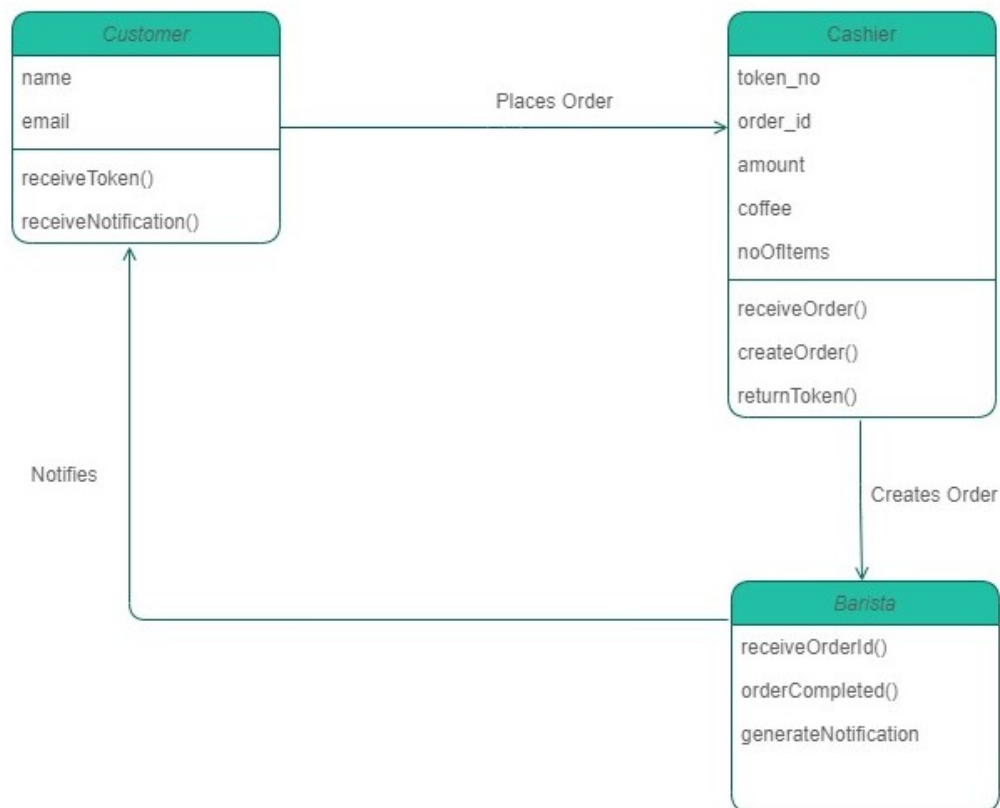 Customer
name
email
receiveToken()
receiveNotification()
Places Order
Cashier
token_no
order_id
amount
coffee
noOfItems
receiveOrder()
createOrder()
returnToken()
Notifies
Creates Order
Barista
receiveOrderId()
orderCompleted()
generateNotification